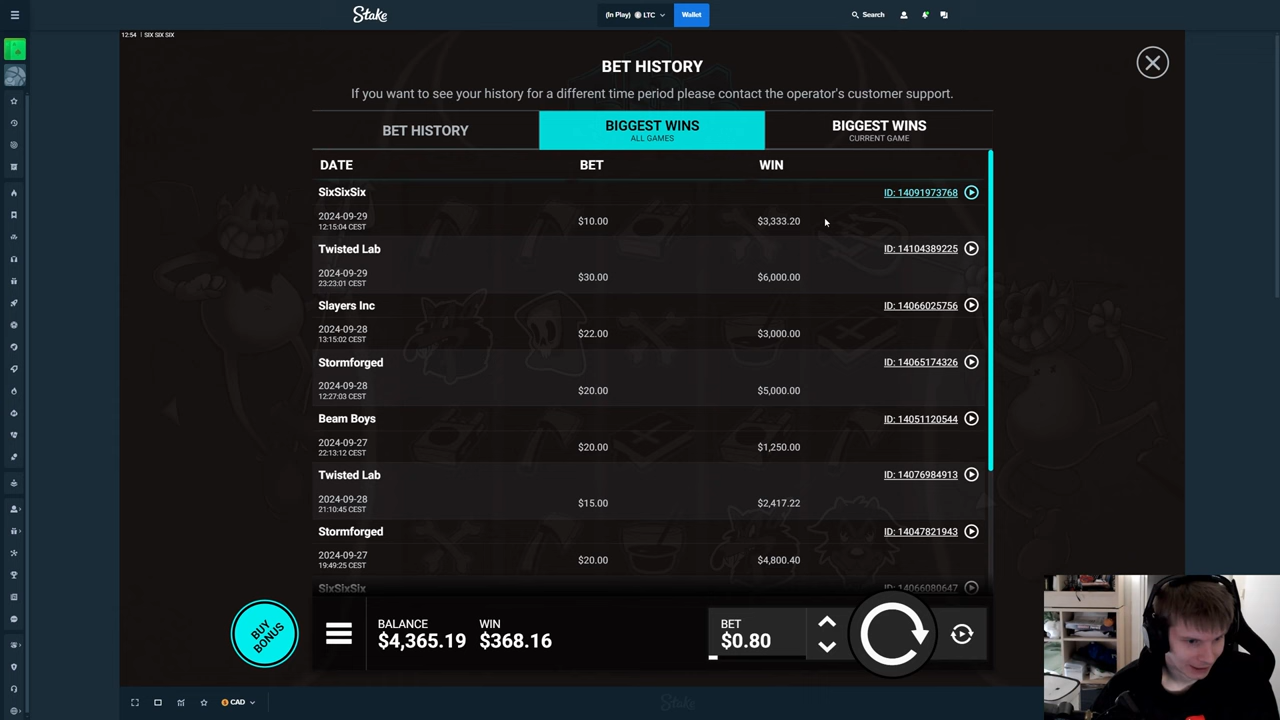 Stake
(In Play) LTC
Wallet
Search
12:54 | SIX SIX SIX
BET HISTORY
If you want to see your history for a different time period please contact the operator's customer support.
BET HISTORY
BIGGEST WINS
ALL GAMES
BIGGEST WINS
CURRENT GAME
DATE BET WIN
SixSixSix ID: 14091973768
2024-09-29
12:15:04 CEST
$10.00 $3,333.20
Twisted Lab ID: 14104389225
2024-09-29
23:23:01 CEST
$30.00 $6,000.00
Slayers Inc ID: 14066025756
2024-09-28
13:15:02 CEST
$22.00 $3,000.00
Stormforged ID: 14065174326
2024-09-28
12:27:03 CEST
$20.00 $5,000.00
Beam Boys ID: 14051120544
2024-09-27
22:13:12 CEST
$20.00 $1,250.00
Twisted Lab ID: 14076984913
2024-09-28
21:10:45 CEST
$15.00 $2,417.22
Stormforged ID: 14047821943
2024-09-27
19:49:25 CEST
$20.00 $4,800.40
SixSixSix ID: 14066080647
BUY BONUS
BALANCE WIN
$4,365.19 $368.16
BET
$0.80
CAD
Stake